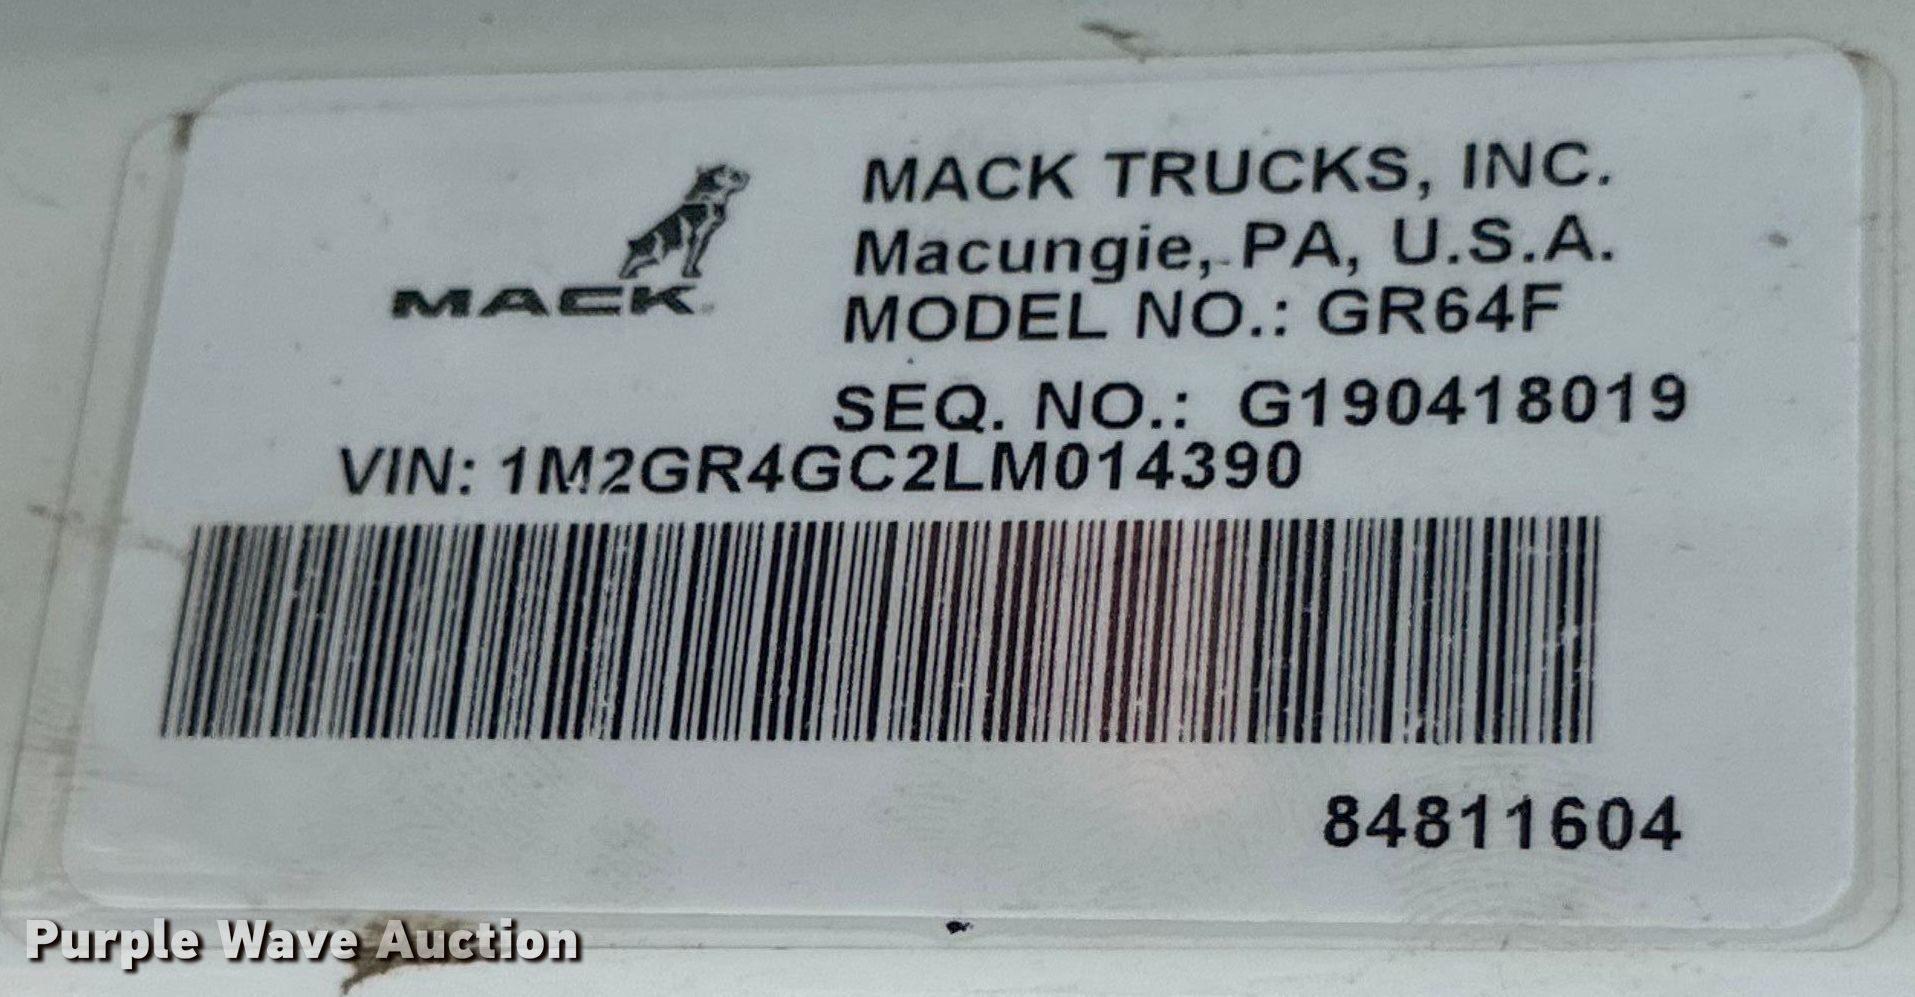 MACK TRUCKS, INC.
Macungie, PA, U.S.A.
MACK
MODEL NO.: GR64F
SEQ. NO.: G190418019
VIN: 1M2GR4GC2LM014390
84811604
Purple Wave Auction